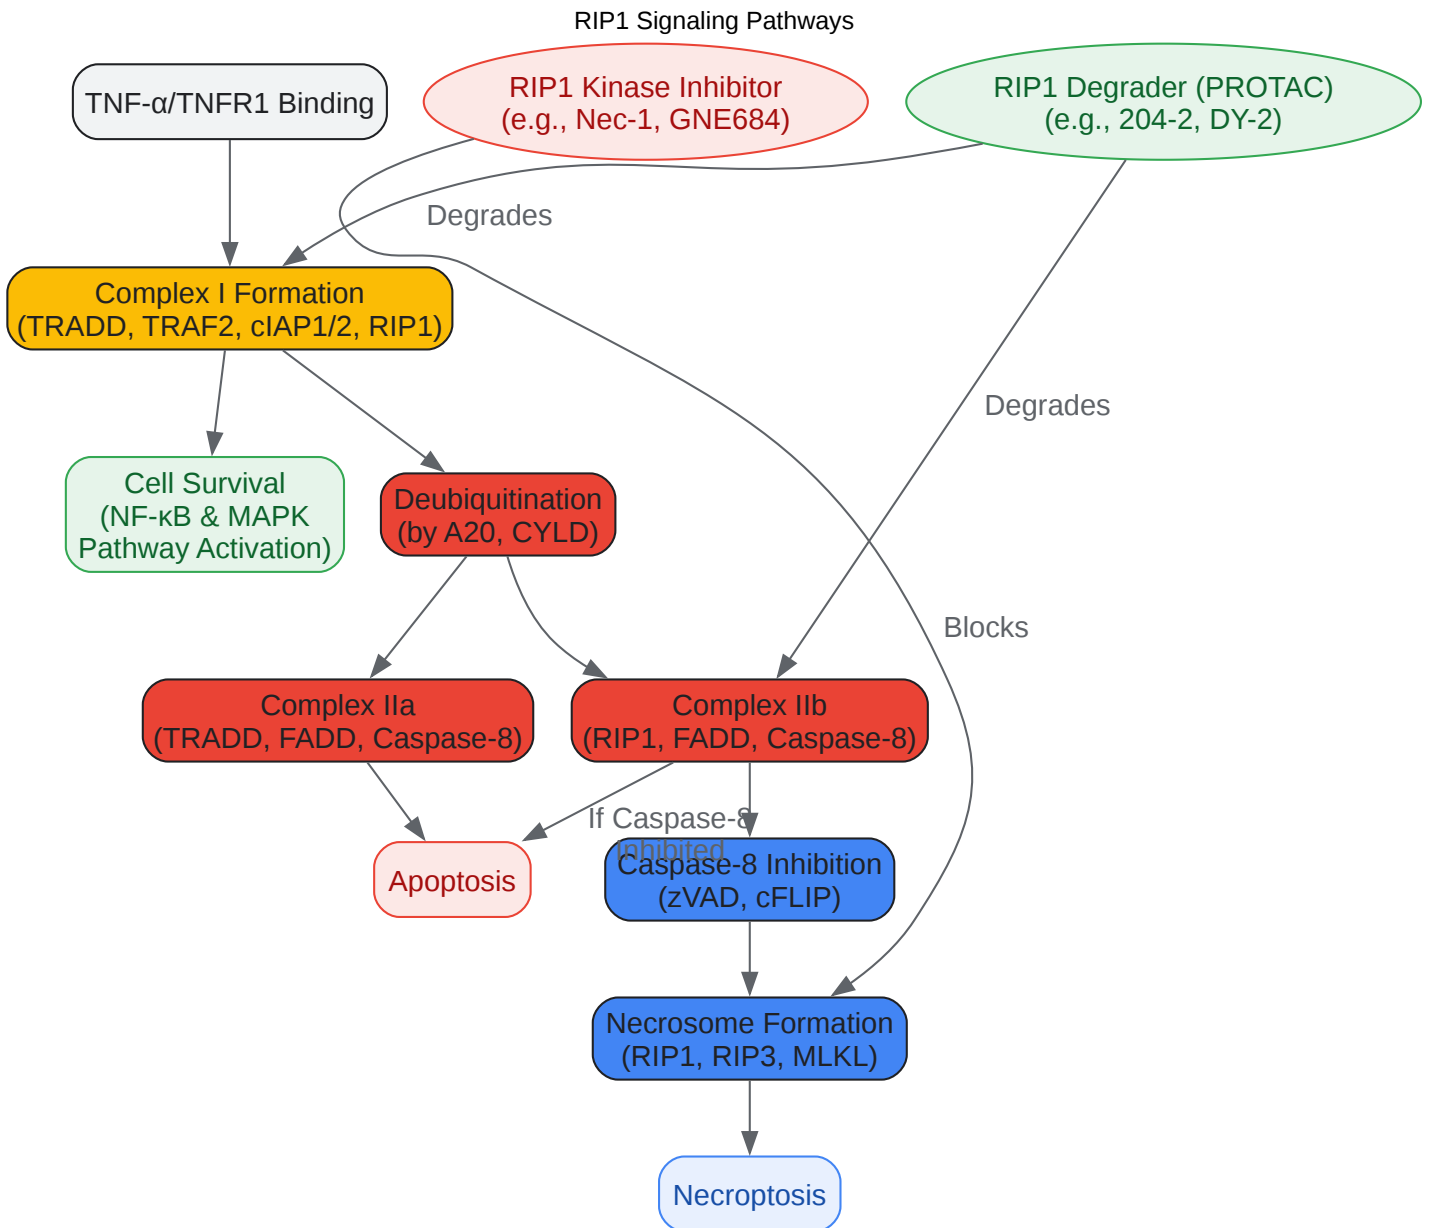 RIP1 Signaling Pathways
TNF-α/TNFR1 Binding
RIP1 Kinase Inhibitor
(e.g., Nec-1, GNE684)
RIP1 Degrader (PROTAC)
(e.g., 204-2, DY-2)
Degrades
Complex I Formation
(TRADD, TRAF2, cIAP1/2, RIP1)
Degrades
Cell Survival
(NF-κB & MAPK
Pathway Activation)
Deubiquitination
(by A20, CYLD)
Blocks
Complex IIa
(TRADD, FADD, Caspase-8)
Complex IIb
(RIP1, FADD, Caspase-8)
If Caspase-8
Inhibited
Apoptosis
Caspase-8 Inhibition
(zVAD, cFLIP)
Necrosome Formation
(RIP1, RIP3, MLKL)
Necroptosis